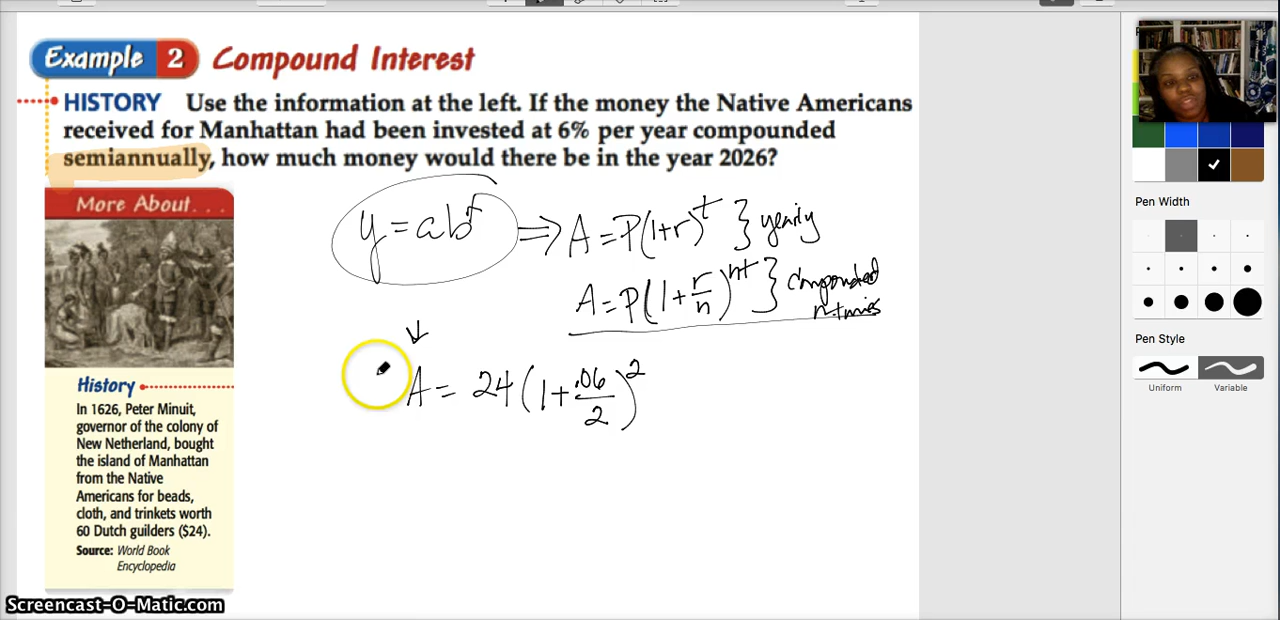 Example 2 Compound Interest
HISTORY Use the information at the left. If the money the Native Americans
received for Manhattan had been invested at 6% per year compounded
semiannually, how much money would there be in the year 2026?
More About. . .
y = ab^t ⇒ A = P(1+r)^t } yearly
A = P(1 + r/n)^nt } compounded
n-times
A = 24(1 + .06/2)^2
History
In 1626, Peter Minuit,
governor of the colony of
New Netherland, bought
the island of Manhattan
from the Native
Americans for beads,
cloth, and trinkets worth
60 Dutch guilders ($24).
Source: World Book
Encyclopedia
Pen Width
Pen Style
Uniform Variable
Screencast-O-Matic.com